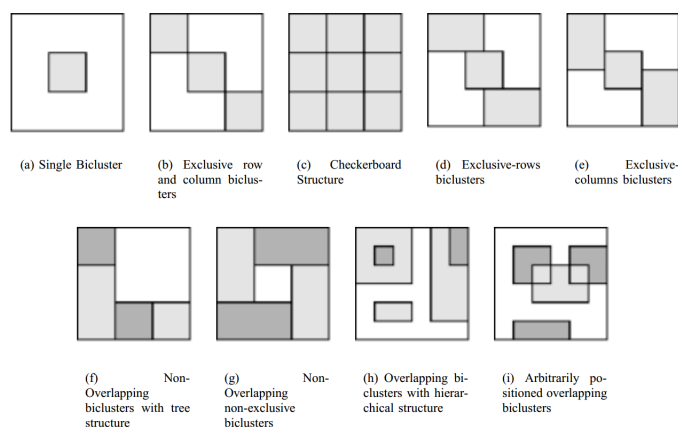 (a) Single Bicluster
(b) Exclusive row
and column biclus-
ters
(c) Checkerboard
Structure
(d) Exclusive-rows
biclusters
(e) Exclusive-
columns biclusters
(f) Non-
Overlapping
biclusters with tree
structure
(g) Non-
Overlapping
non-exclusive
biclusters
(h) Overlapping bi-
clusters with hierar-
chical structure
(i) Arbitrarily po-
sitioned overlapping
biclusters